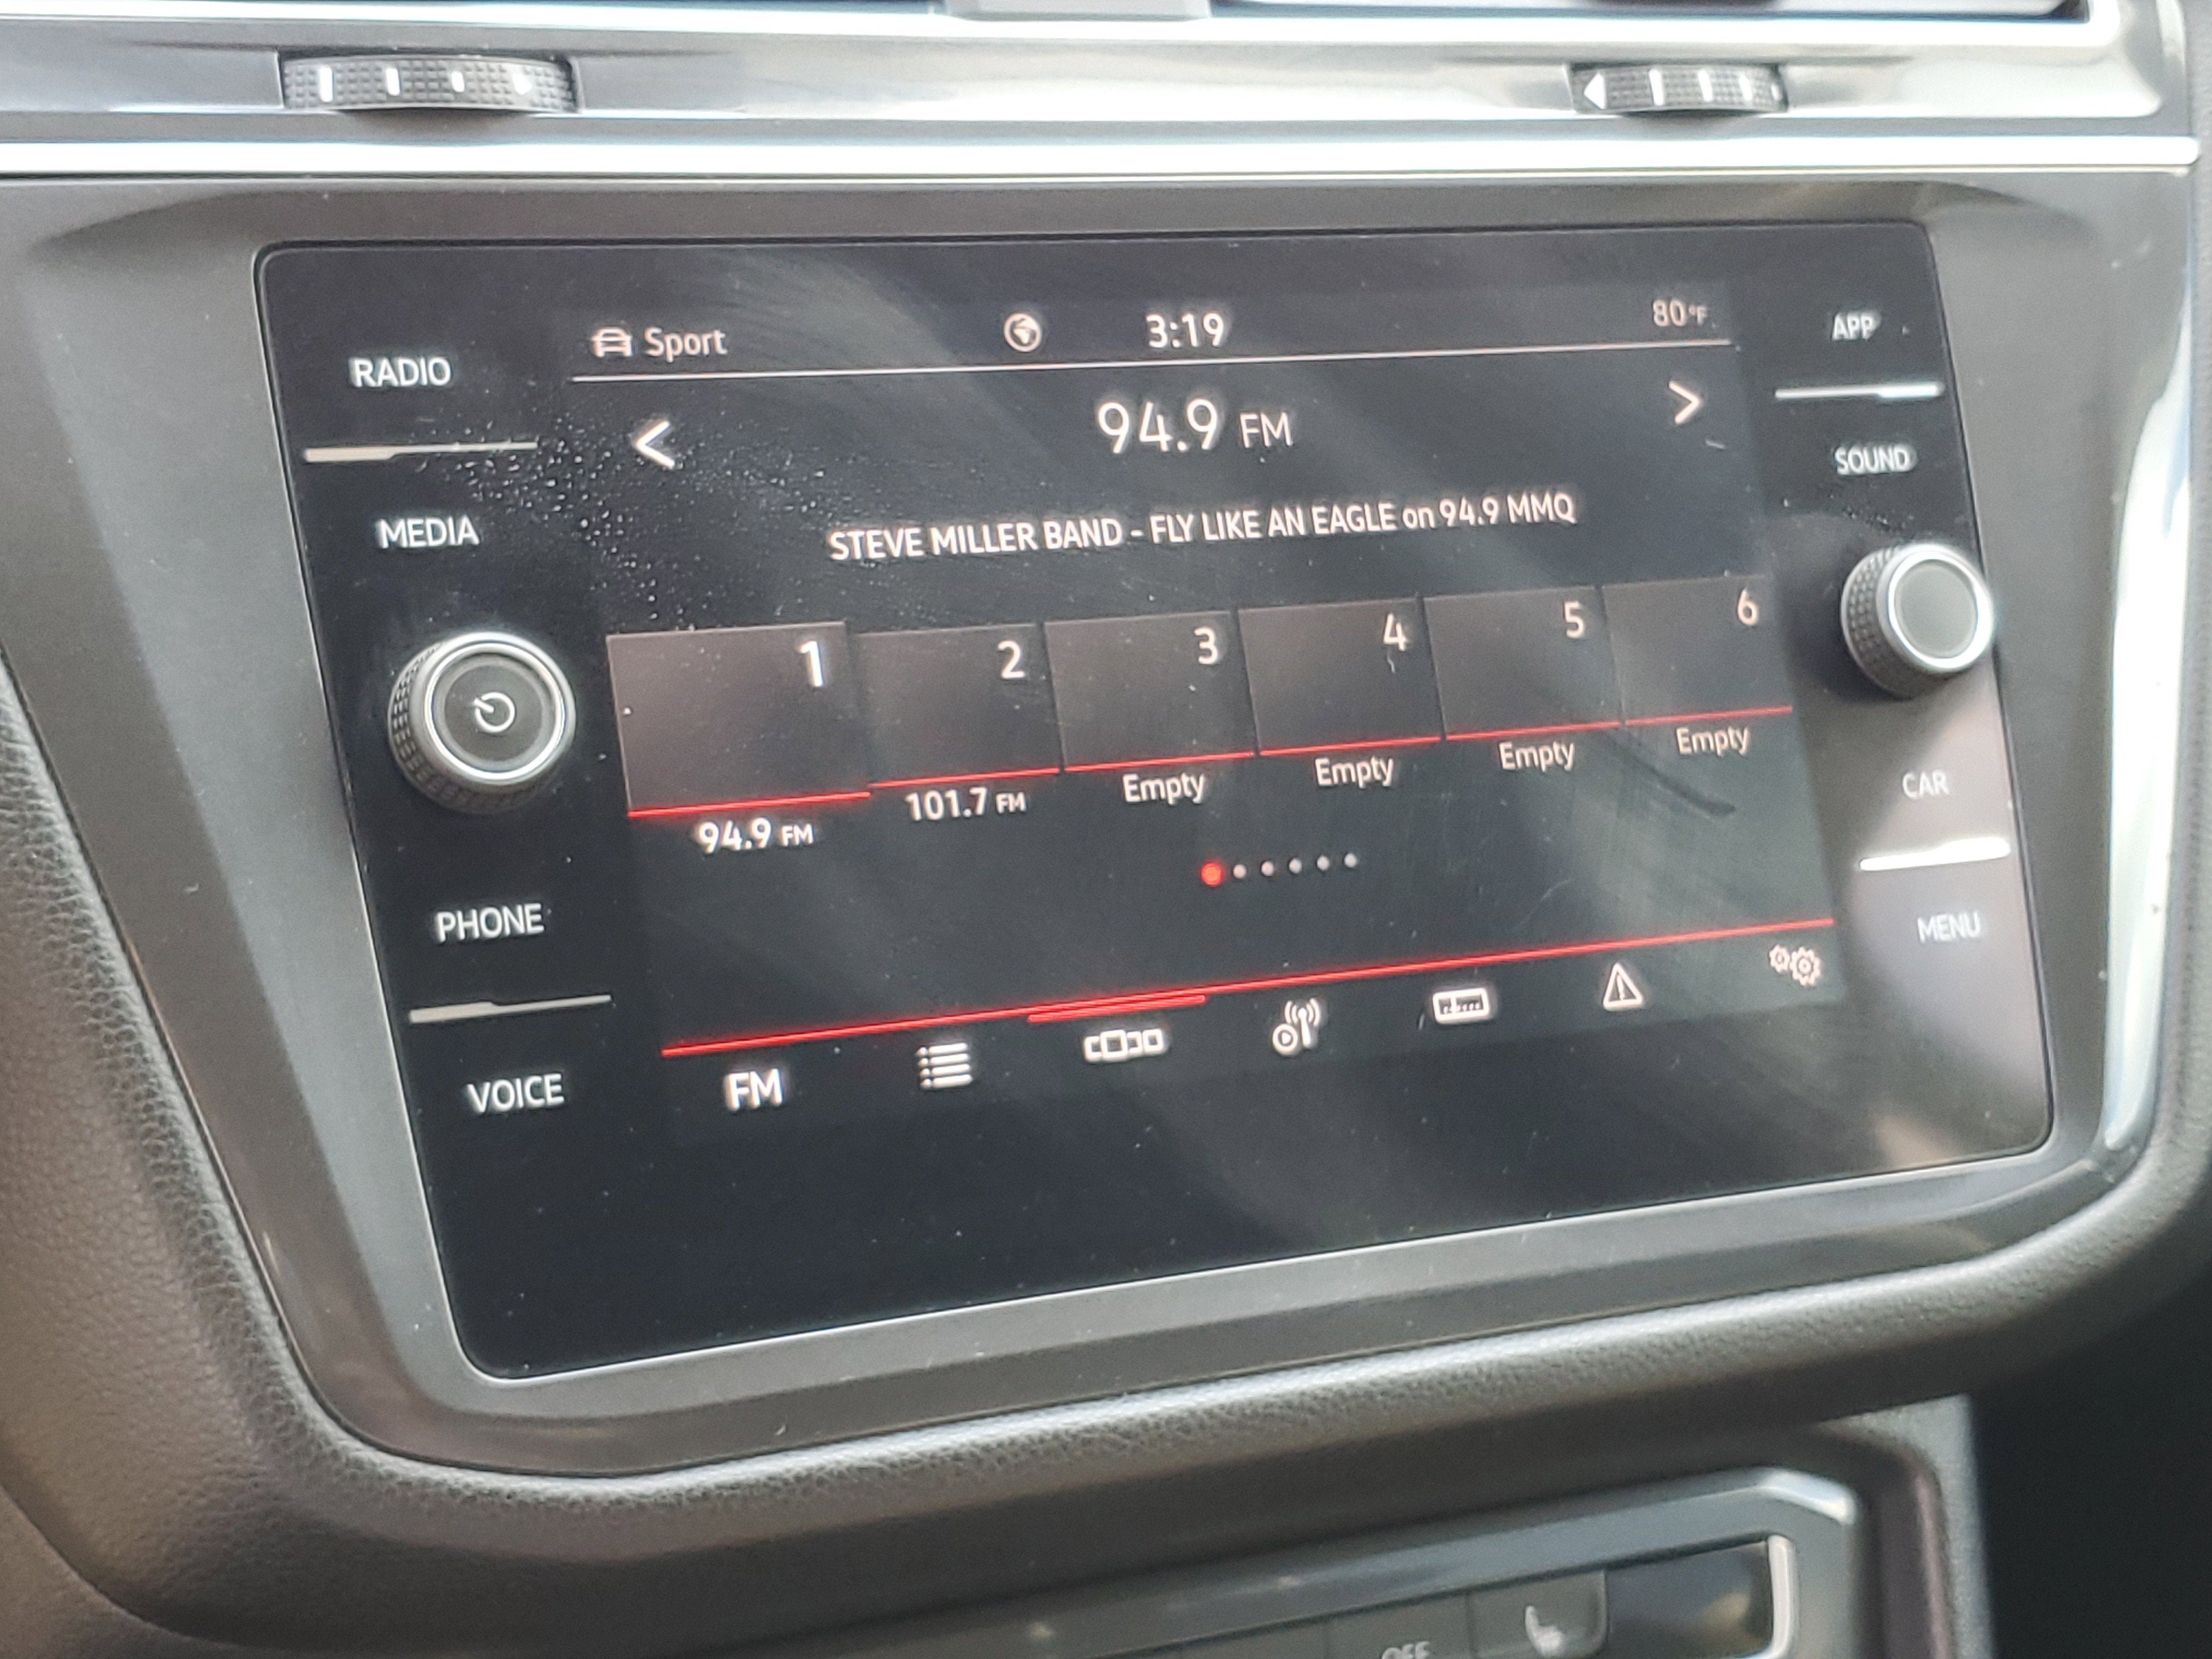 Sport 3:19 80°F
RADIO
APP
94.9 FM
SOUND
MEDIA
STEVE MILLER BAND - FLY LIKE AN EAGLE on 94.9 MMQ
1 2 3 4 5 6
94.9 FM 101.7 FM Empty Empty Empty Empty
CAR
PHONE
MENU
VOICE
FM
OFF